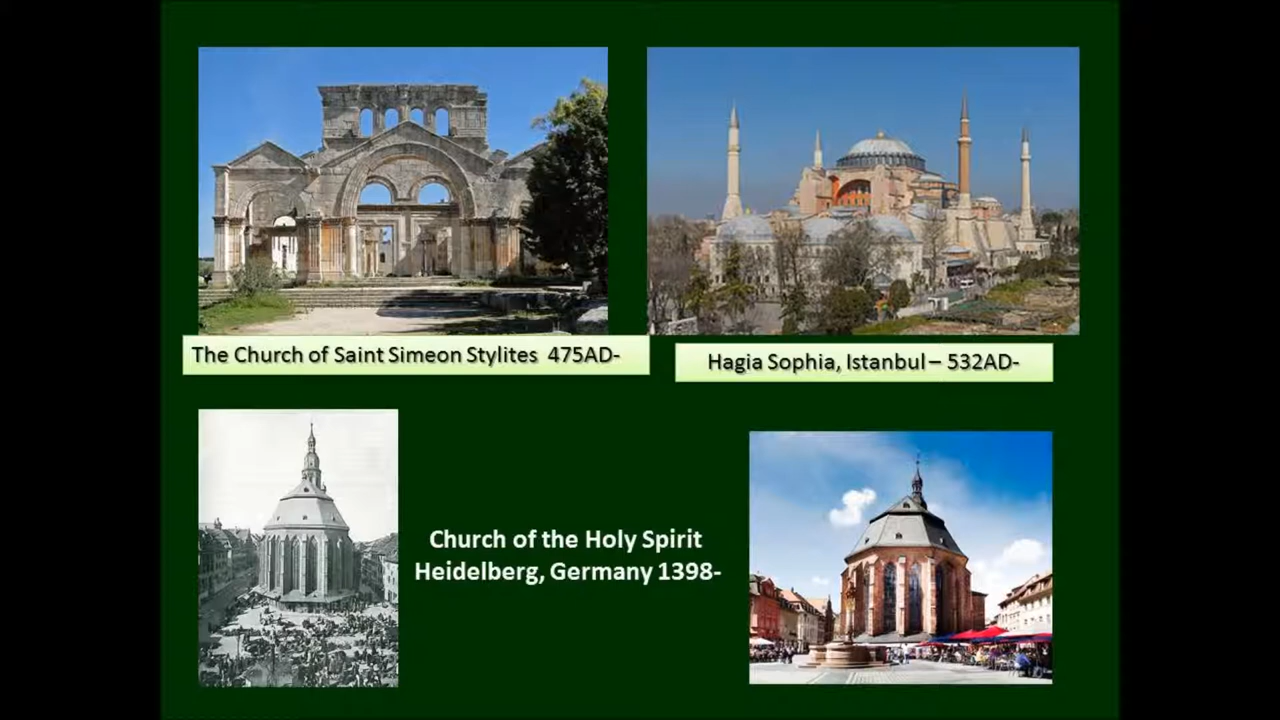 The Church of Saint Simeon Stylites  475AD-
Hagia Sophia, Istanbul – 532AD-
Church of the Holy Spirit
Heidelberg, Germany 1398-